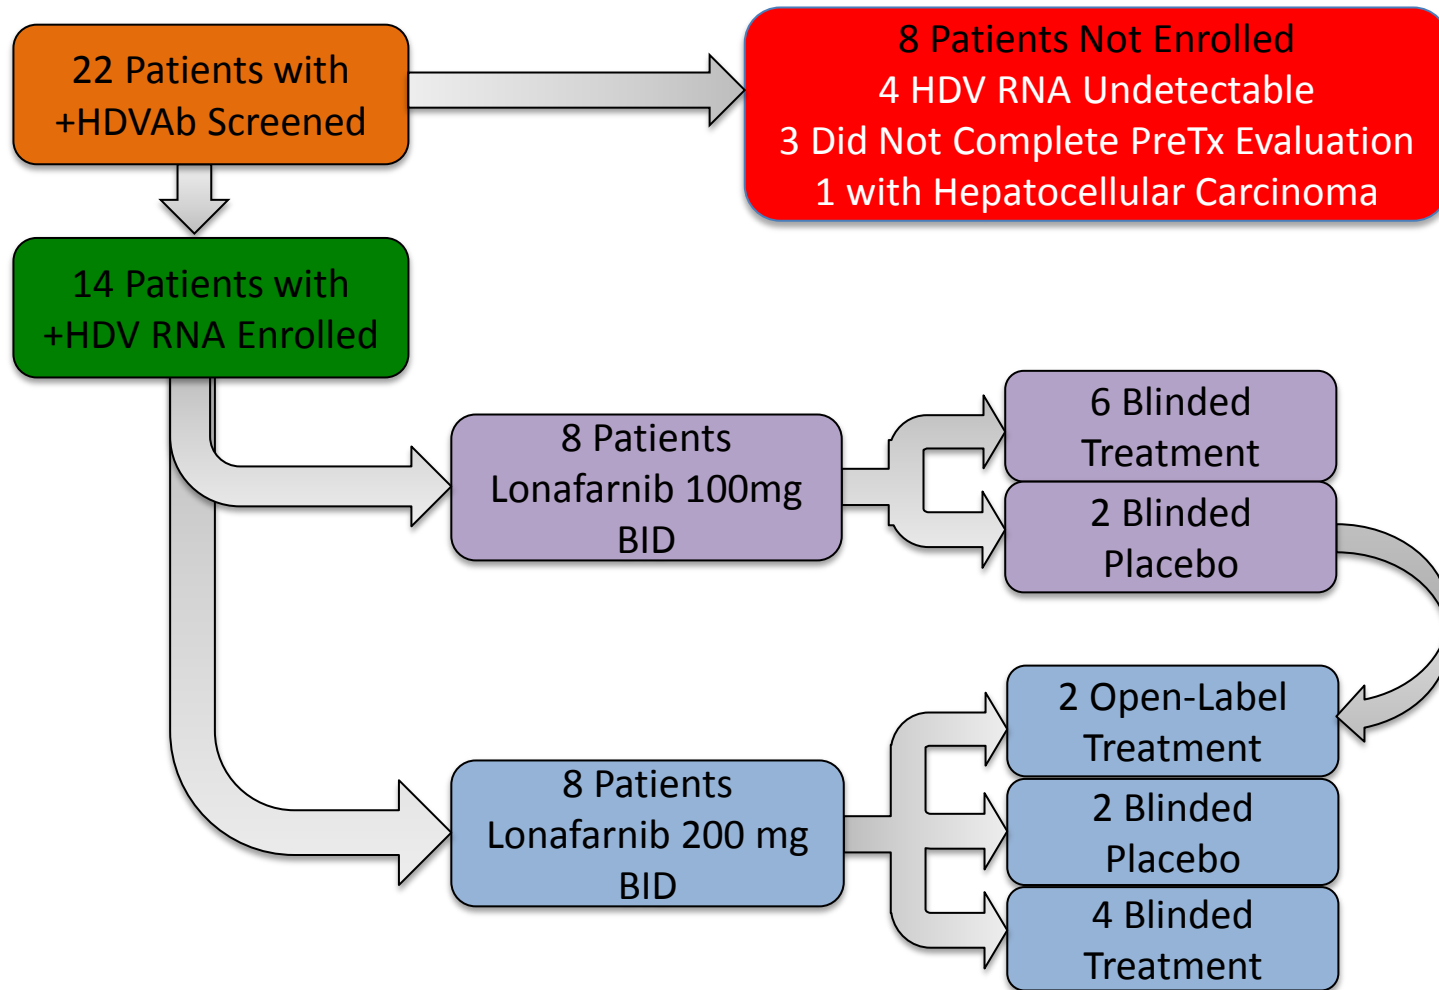 22 Patients with
+HDVAb Screened
8 Patients Not Enrolled
4 HDV RNA Undetectable
3 Did Not Complete PreTx Evaluation
1 with Hepatocellular Carcinoma
14 Patients with
+HDV RNA Enrolled
8 Patients
Lonafarnib 100mg
BID
6 Blinded
Treatment
2 Blinded
Placebo
8 Patients
Lonafarnib 200 mg
BID
2 Open-Label
Treatment
2 Blinded
Placebo
4 Blinded
Treatment